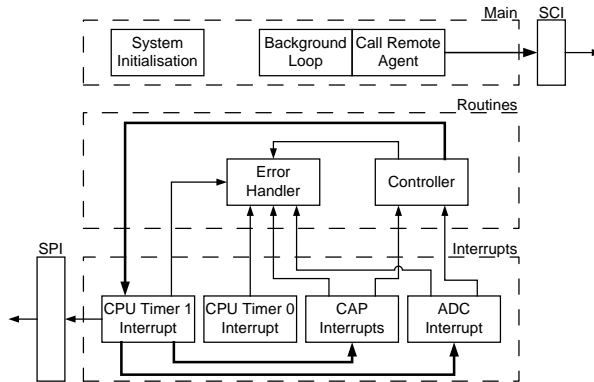 Main
SCI
System
Initialisation
Background
Loop
Call Remote
Agent
Routines
Error
Handler
Controller
SPI
Interrupts
CPU Timer 1
Interrupt
CPU Timer 0
Interrupt
CAP
Interrupts
ADC
Interrupt